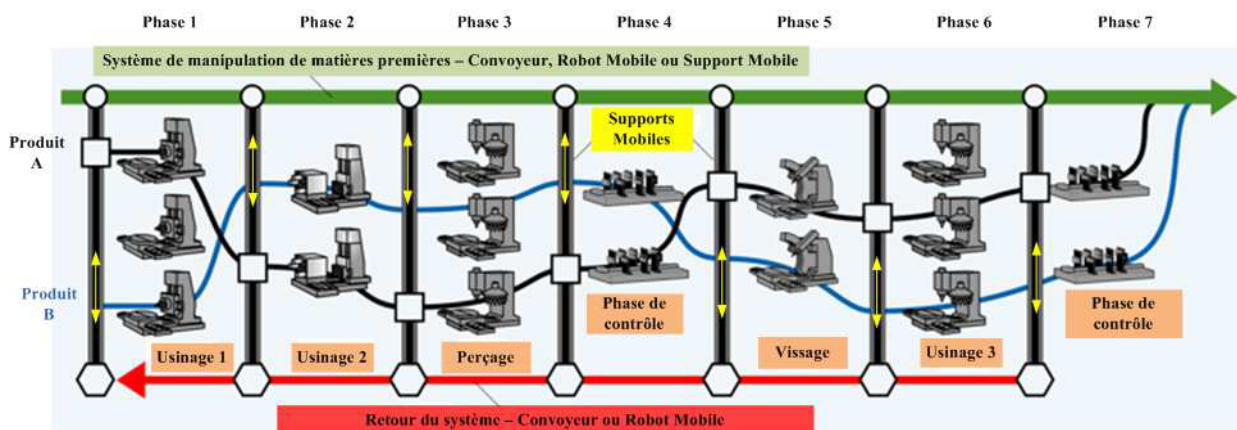 Phase 1 Phase 2 Phase 3 Phase 4 Phase 5 Phase 6 Phase 7
Système de manipulation de matières premières – Convoyeur, Robot Mobile ou Support Mobile
Supports
Mobiles
Produit
A
Produit
B
Phase de
contrôle
Phase de
contrôle
Usinage 1 Usinage 2 Perçage Vissage Usinage 3
Retour du système – Convoyeur ou Robot Mobile